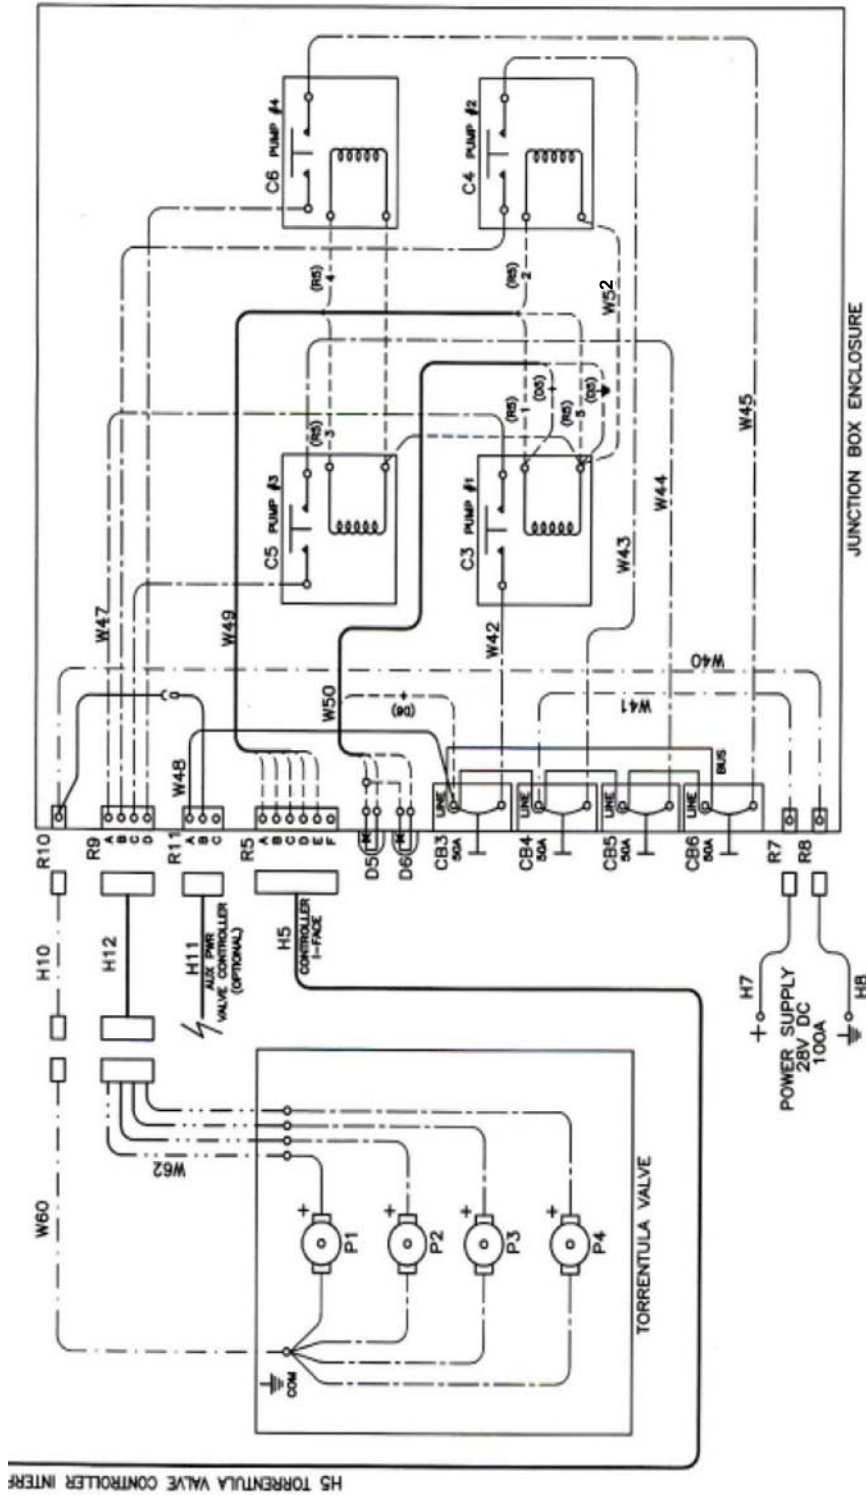 C6 PUMP #4
C4 PUMP #2
(R5)
4
(R5)
2
W52
W45
JUNCTION BOX ENCLOSURE
(R5)
3
(R5)
1
(D5)
(R5)
5
(D5)
C5 PUMP #3
C3 PUMP #1
W44
W43
W42
W47
W49
W50
W40
W41
(D6)
W48
BUS
R10
R9
A
B
C
D
R11
A
B
C
R5
A
B
C
D
E
F
D5
D6
LINE
CB3
50A
LINE
CB4
50A
LINE
CB5
50A
LINE
CB6
50A
R7
R8
H10
H12
H11
AUX PWR
VALVE CONTROLLER
(OPTIONAL)
H5
CONTROLLER
I-FACE
H7
H8
+
POWER SUPPLY
28V DC
100A
W60
W62
+
P1
+
P2
+
P3
+
P4
COM
TORRENTULA VALVE
H5 TORRENTULA VALVE CONTROLLER